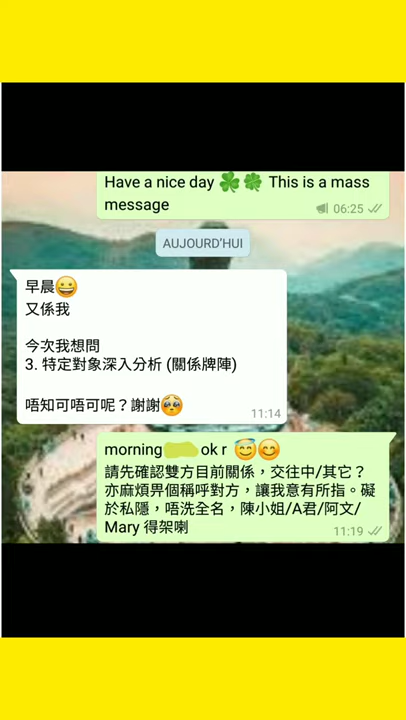 Have a nice day 🍀🍀 This is a mass
message
06:25
AUJOURD'HUI
早晨😀
又係我
今次我想問
3. 特定對象深入分析 (關係牌陣)
唔知可唔可呢？謝謝🥺
11:14
morning ok r 😇😊
請先確認雙方目前關係，交往中/其它？
亦麻煩畀個稱呼對方，讓我意有所指。礙
於私隱，唔洗全名，陳小姐/A君/阿文/
Mary 得架喇
11:19